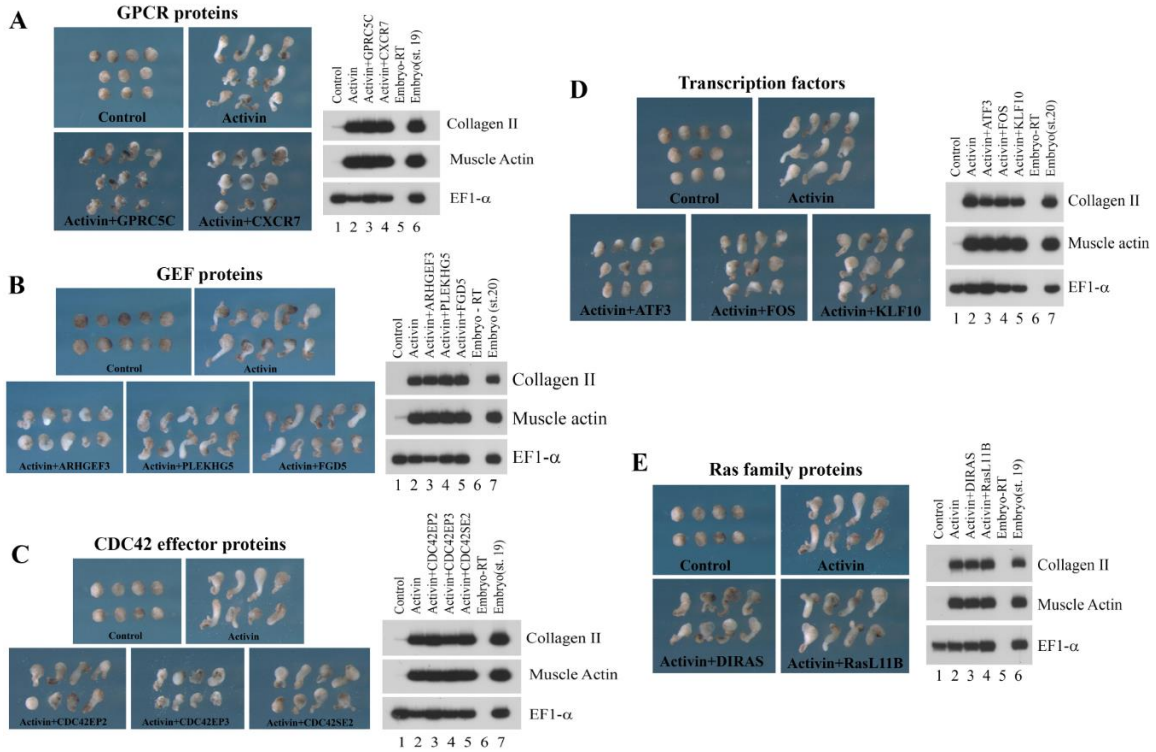 A
GPCR proteins
Control
Activin
Activin+GPRC5C
Activin+CXCR7
Control
Activin
Activin+GPRC5C
Activin+CXCR7
Embryo-RT
Embryo(st. 19)
Collagen II
Muscle Actin
EF1-α
1 2 3 4 5 6
B
GEF proteins
Control
Activin
Activin+ARHGEF3
Activin+PLEKHG5
Activin+FGD5
Control
Activin
Activin+ARHGEF3
Activin+PLEKHG5
Activin+FGD5
Embryo - RT
Embryo(st.20)
Collagen II
Muscle actin
EF1-α
1 2 3 4 5 6 7
C
CDC42 effector proteins
Control
Activin
Activin+CDC42EP2
Activin+CDC42EP3
Activin+CDC42SE2
Control
Activin
Activin+CDC42EP2
Activin+CDC42EP3
Activin+CDC42SE2
Embryo-RT
Embryo(st. 19)
Collagen II
Muscle Actin
EF1-α
1 2 3 4 5 6 7
D
Transcription factors
Control
Activin
Activin+ATF3
Activin+FOS
Activin+KLF10
Control
Activin
Activin+ATF3
Activin+FOS
Activin+KLF10
Embryo-RT
Embryo(st.20)
Collagen II
Muscle actin
EF1-α
1 2 3 4 5 6 7
E
Ras family proteins
Control
Activin
Activin+DIRAS
Activin+RasL11B
Control
Activin
Activin+DIRAS
Activin+RasL11B
Embryo-RT
Embryo(st. 19)
Collagen II
Muscle Actin
EF1-α
1 2 3 4 5 6